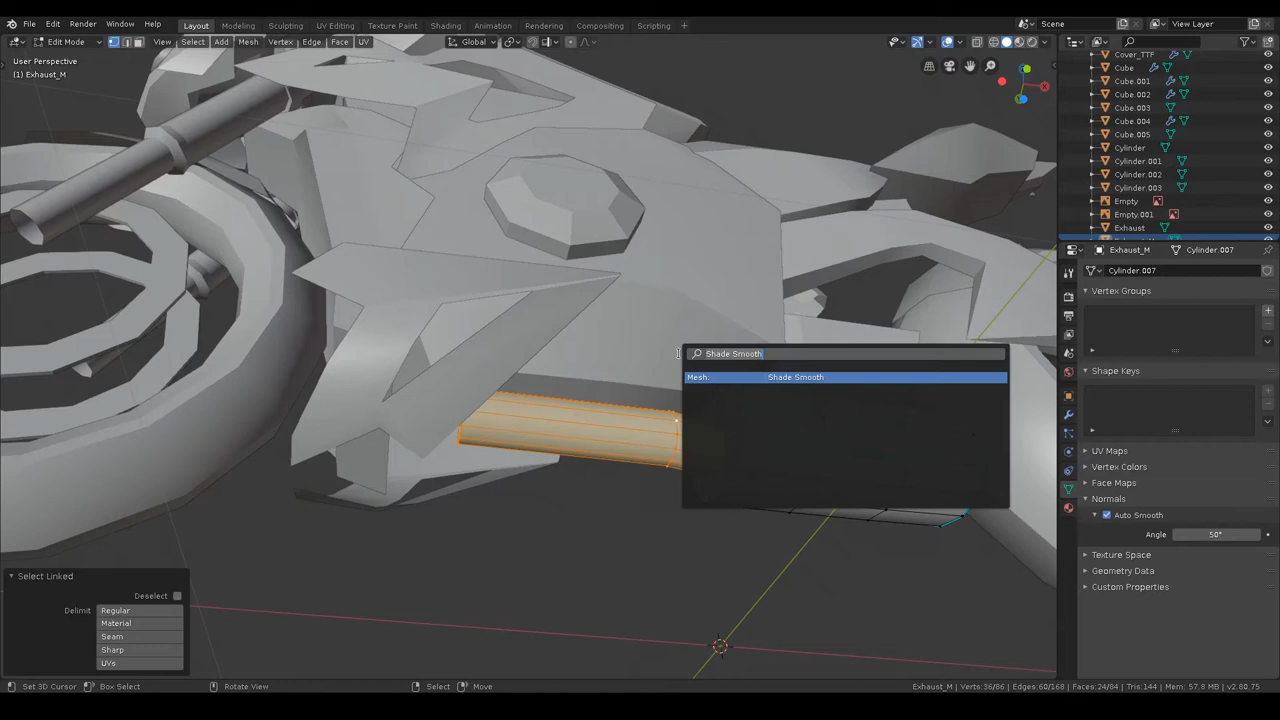 File Edit Render Window Help Layout Modeling Sculpting UV Editing Texture Paint Shading Animation Rendering Compositing Scripting + Scene View Layer
Edit Mode View Select Add Mesh Vertex Edge Face UV Global
User Perspective
(1) Exhaust_M
Cover_TTF
Cube
Cube.001
Cube.002
Cube.003
Cube.004
Cube.005
Cylinder
Cylinder.001
Cylinder.002
Cylinder.003
Empty
Empty.001
Exhaust
Exhaust_M Cylinder.007
Cylinder.007
Vertex Groups
Shape Keys
UV Maps
Vertex Colors
Face Maps
Normals
Auto Smooth
Angle 50°
Texture Space
Geometry Data
Custom Properties
Shade Smooth
Mesh: Shade Smooth
Select Linked
Deselect
Delimit Regular
Material
Seam
Sharp
UVs
Set 3D Cursor Box Select Rotate View Select Move Exhaust_M | Verts:36/86 | Edges:60/168 | Faces:24/84 | Tris:144 | Mem: 57.8 MB | v2.80.75